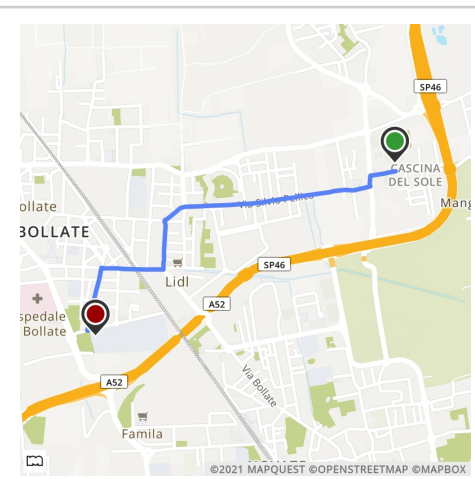 SP46
CASCINA
DEL SOLE
Mang
Via Silvio Pellico
ollate
BOLLATE
SP46
Lidl
A52
spedale
Bollate
A52
Via Bollate
Famila
©2021 MAPQUEST ©OPENSTREETMAP ©MAPBOX